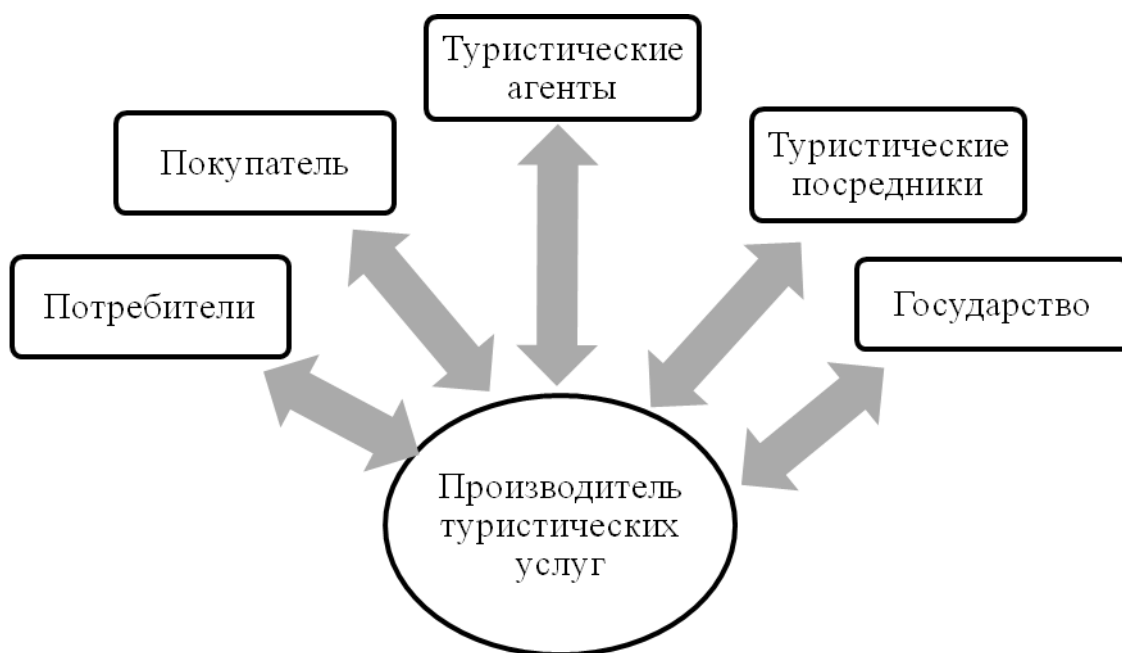 Туристические
агенты
Покупатель
Туристические
посредники
Потребители
Государство
Производитель
туристических
услуг